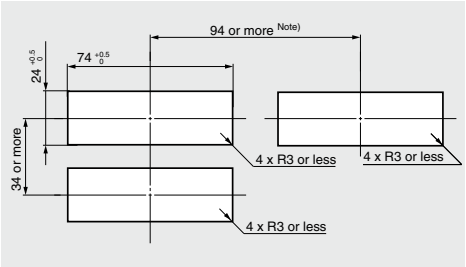 94 or more Note)
74 +0.5 0
24 +0.5 0
34 or more
4 x R3 or less
4 x R3 or less
4 x R3 or less